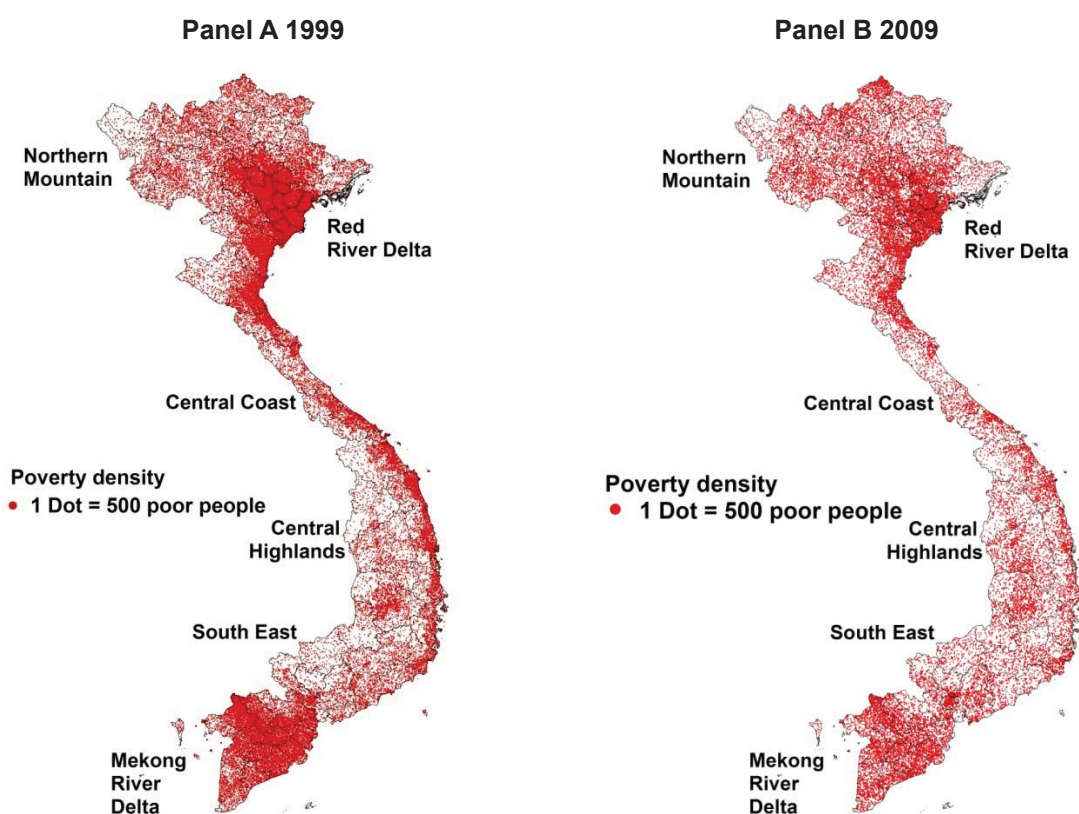 Panel A 1999
Northern
Mountain
Red
River Delta
Central Coast
Poverty density
1 Dot = 500 poor people
Central
Highlands
South East
Mekong
River
Delta
Panel B 2009
Northern
Mountain
Red
River Delta
Central Coast
Poverty density
1 Dot = 500 poor people
Central
Highlands
South East
Mekong
River
Delta